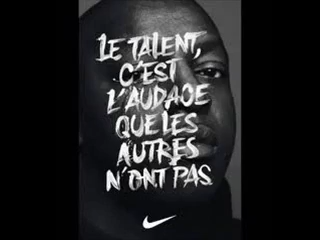 LE TALENT,
C'EST
L'AUDACE
QUE LES
AUTRES
N'ONT PAS